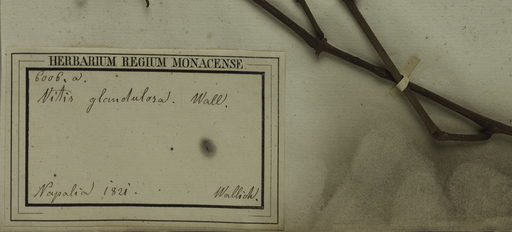 HERBARIUM REGIUM MONACENSE
6006. a.
Vitis glandulosa. Wall.
Napalia 1821. Wallich.